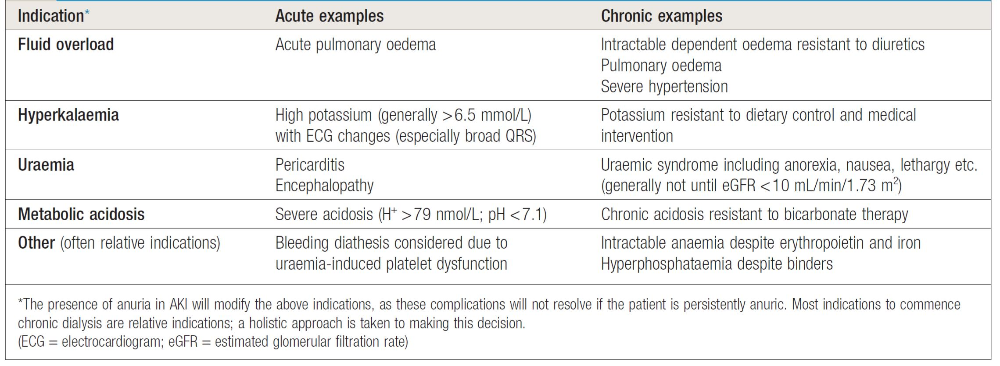 Indication* Acute examples Chronic examples
Fluid overload Acute pulmonary oedema Intractable dependent oedema resistant to diuretics
Pulmonary oedema
Severe hypertension
Hyperkalaemia High potassium (generally >6.5 mmol/L) Potassium resistant to dietary control and medical
with ECG changes (especially broad QRS) intervention
Uraemia Pericarditis Uraemic syndrome including anorexia, nausea, lethargy etc.
Encephalopathy (generally not until eGFR <10 mL/min/1.73 m²)
Metabolic acidosis Severe acidosis (H⁺ >79 nmol/L; pH <7.1) Chronic acidosis resistant to bicarbonate therapy
Other (often relative indications) Bleeding diathesis considered due to Intractable anaemia despite erythropoietin and iron
uraemia-induced platelet dysfunction Hyperphosphataemia despite binders
*The presence of anuria in AKI will modify the above indications, as these complications will not resolve if the patient is persistently anuric. Most indications to commence
chronic dialysis are relative indications; a holistic approach is taken to making this decision.
(ECG = electrocardiogram; eGFR = estimated glomerular filtration rate)